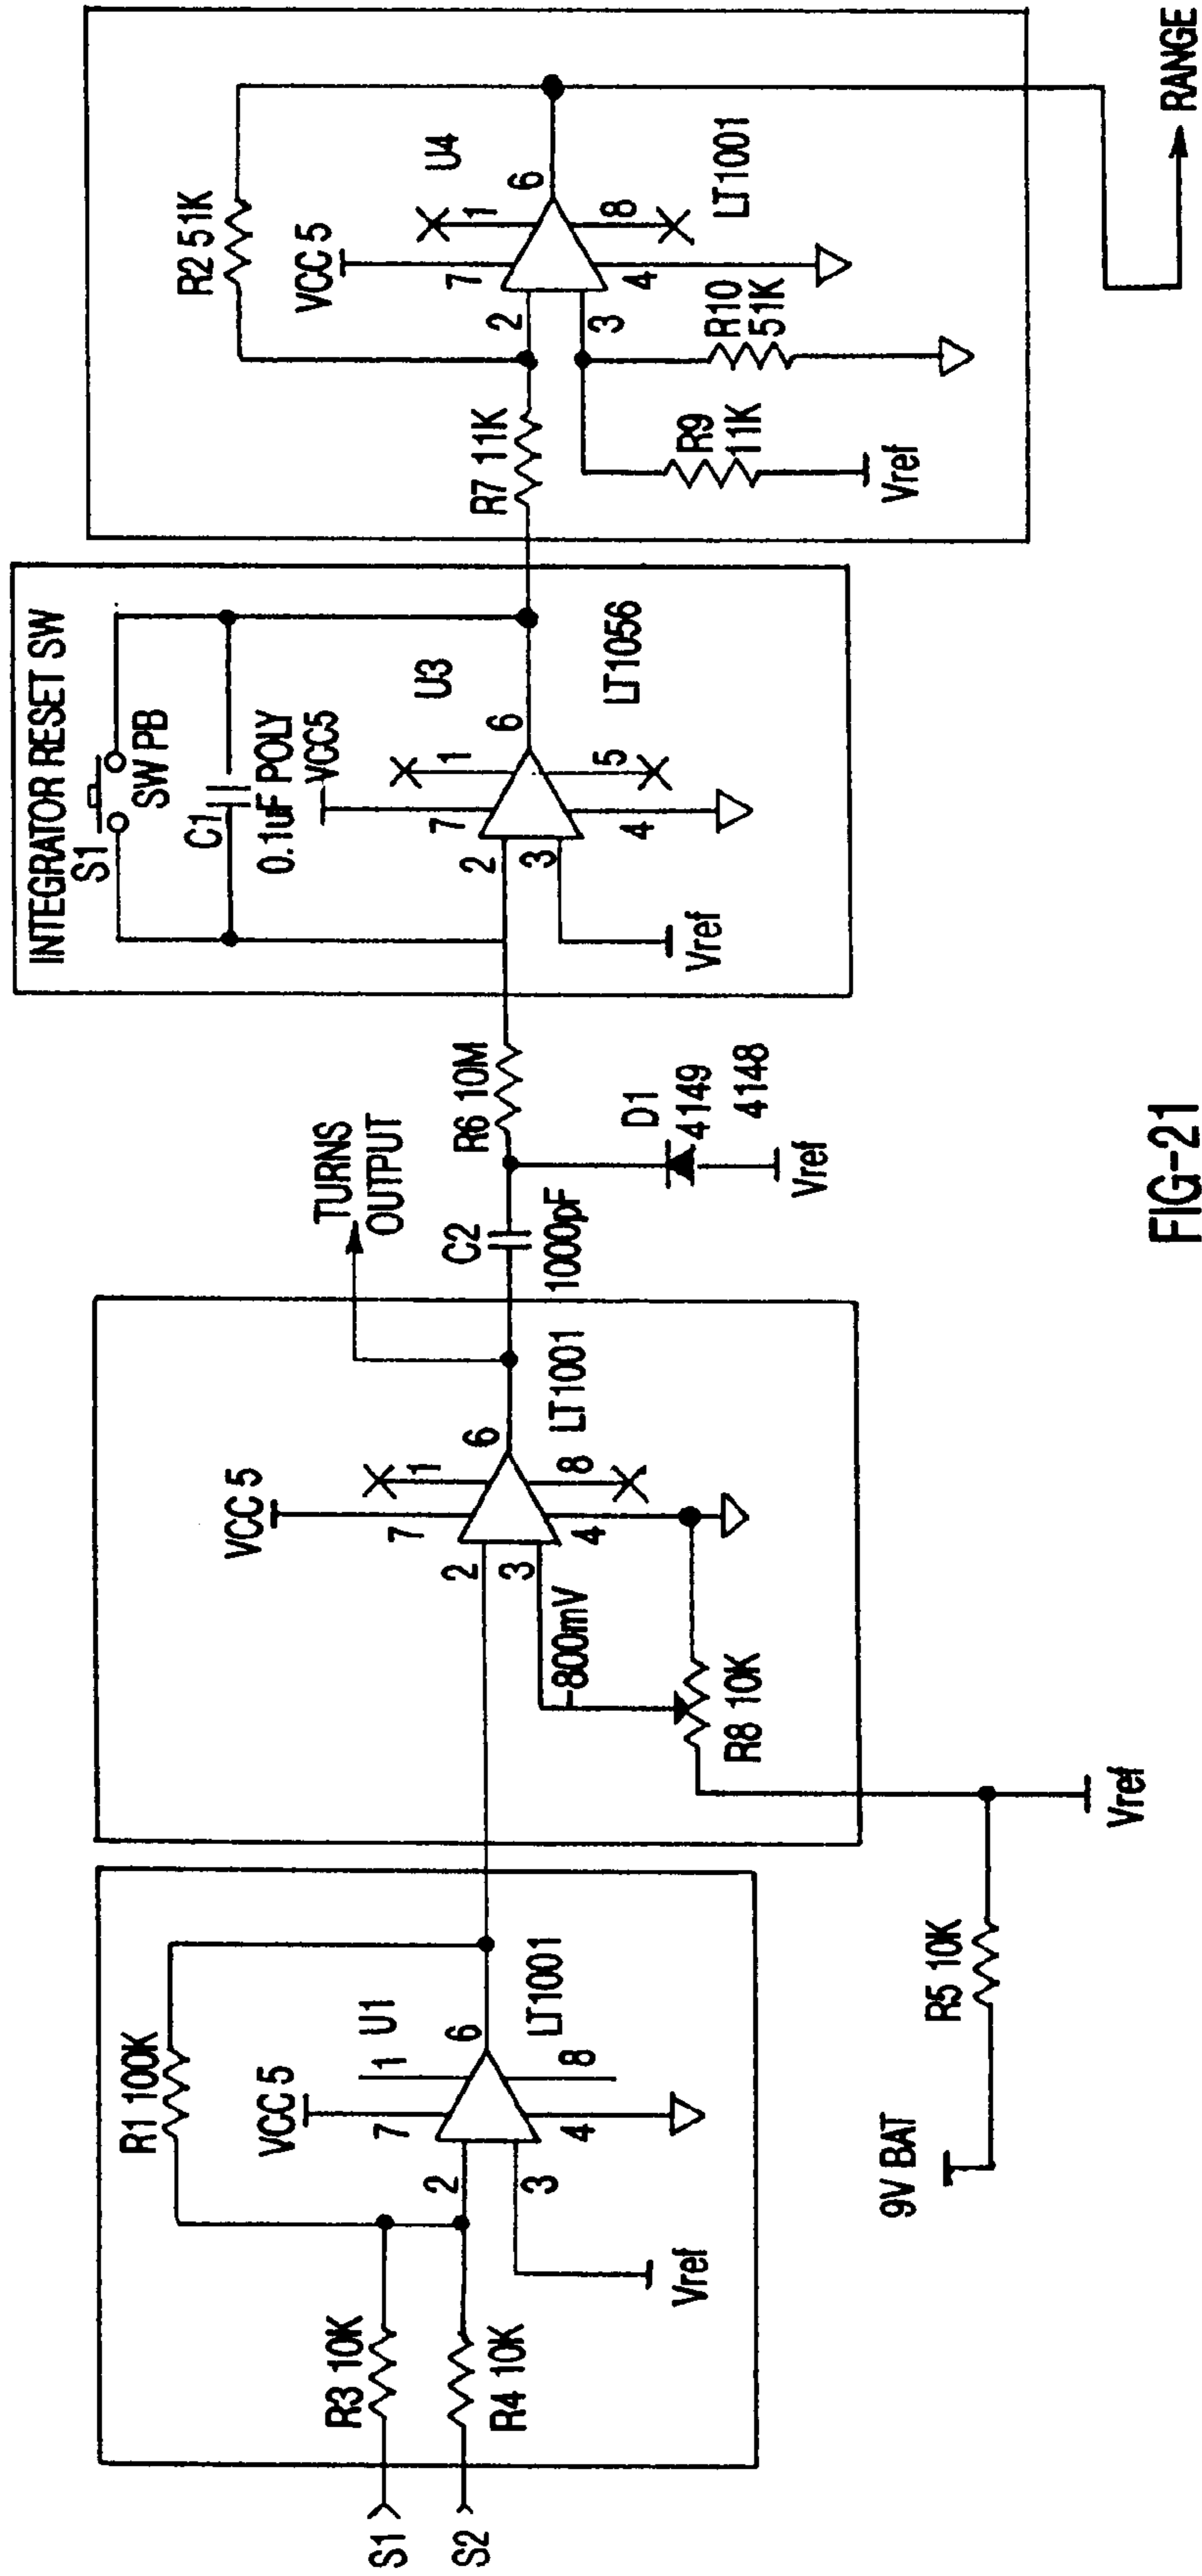 S1
S2
R3 10K
R4 10K
R1 100K
VCC 5
U1
7
1
2
3
6
4
8
LT1001
Vref
9V BAT
R5 10K
Vref
VCC 5
7
1
2
3
6
4
8
LT1001
-800mV
R8 10K
TURNS
OUTPUT
C2
1000pF
R6 10M
D1
4149
4148
Vref
INTEGRATOR RESET SW
S1
SW PB
C1
0.1uF POLY
VCC5
U3
7
1
2
3
6
4
5
LT1056
Vref
R7 11K
R2 51K
VCC 5
U4
7
1
2
3
6
4
8
LT1001
R9
11K
R10
51K
Vref
RANGE
FIG-21